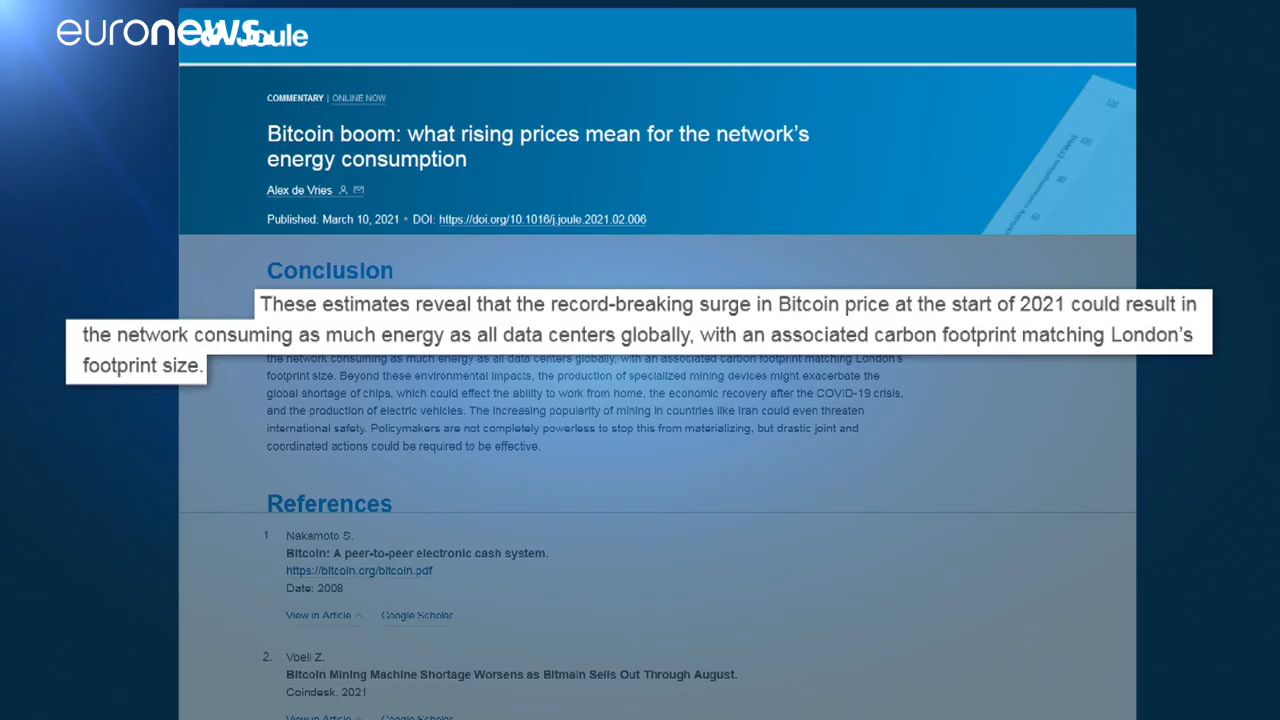 euronews.
Joule
COMMENTARY | ONLINE NOW
Bitcoin boom: what rising prices mean for the network's
energy consumption
Alex de Vries
Published: March 10, 2021 • DOI: https://doi.org/10.1016/j.joule.2021.02.006
Conclusion
These estimates reveal that the record-breaking surge in Bitcoin price at the start of 2021 could result in
the network consuming as much energy as all data centers globally, with an associated carbon footprint matching London's
footprint size.
the network consuming as much energy as all data centers globally, with an associated carbon footprint matching London's
footprint size. Beyond these environmental impacts, the production of specialized mining devices might exacerbate the
global shortage of chips, which could effect the ability to work from home, the economic recovery after the COVID-19 crisis,
and the production of electric vehicles. The increasing popularity of mining in countries like Iran could even threaten
international safety. Policymakers are not completely powerless to stop this from materializing, but drastic joint and
coordinated actions could be required to be effective.
References
1 Nakamoto S.
Bitcoin: A peer-to-peer electronic cash system.
https://bitcoin.org/bitcoin.pdf
Date: 2008
View in Article Google Scholar
2. Voell Z.
Bitcoin Mining Machine Shortage Worsens as Bitmain Sells Out Through August.
Coindesk. 2021
View in Article Google Scholar